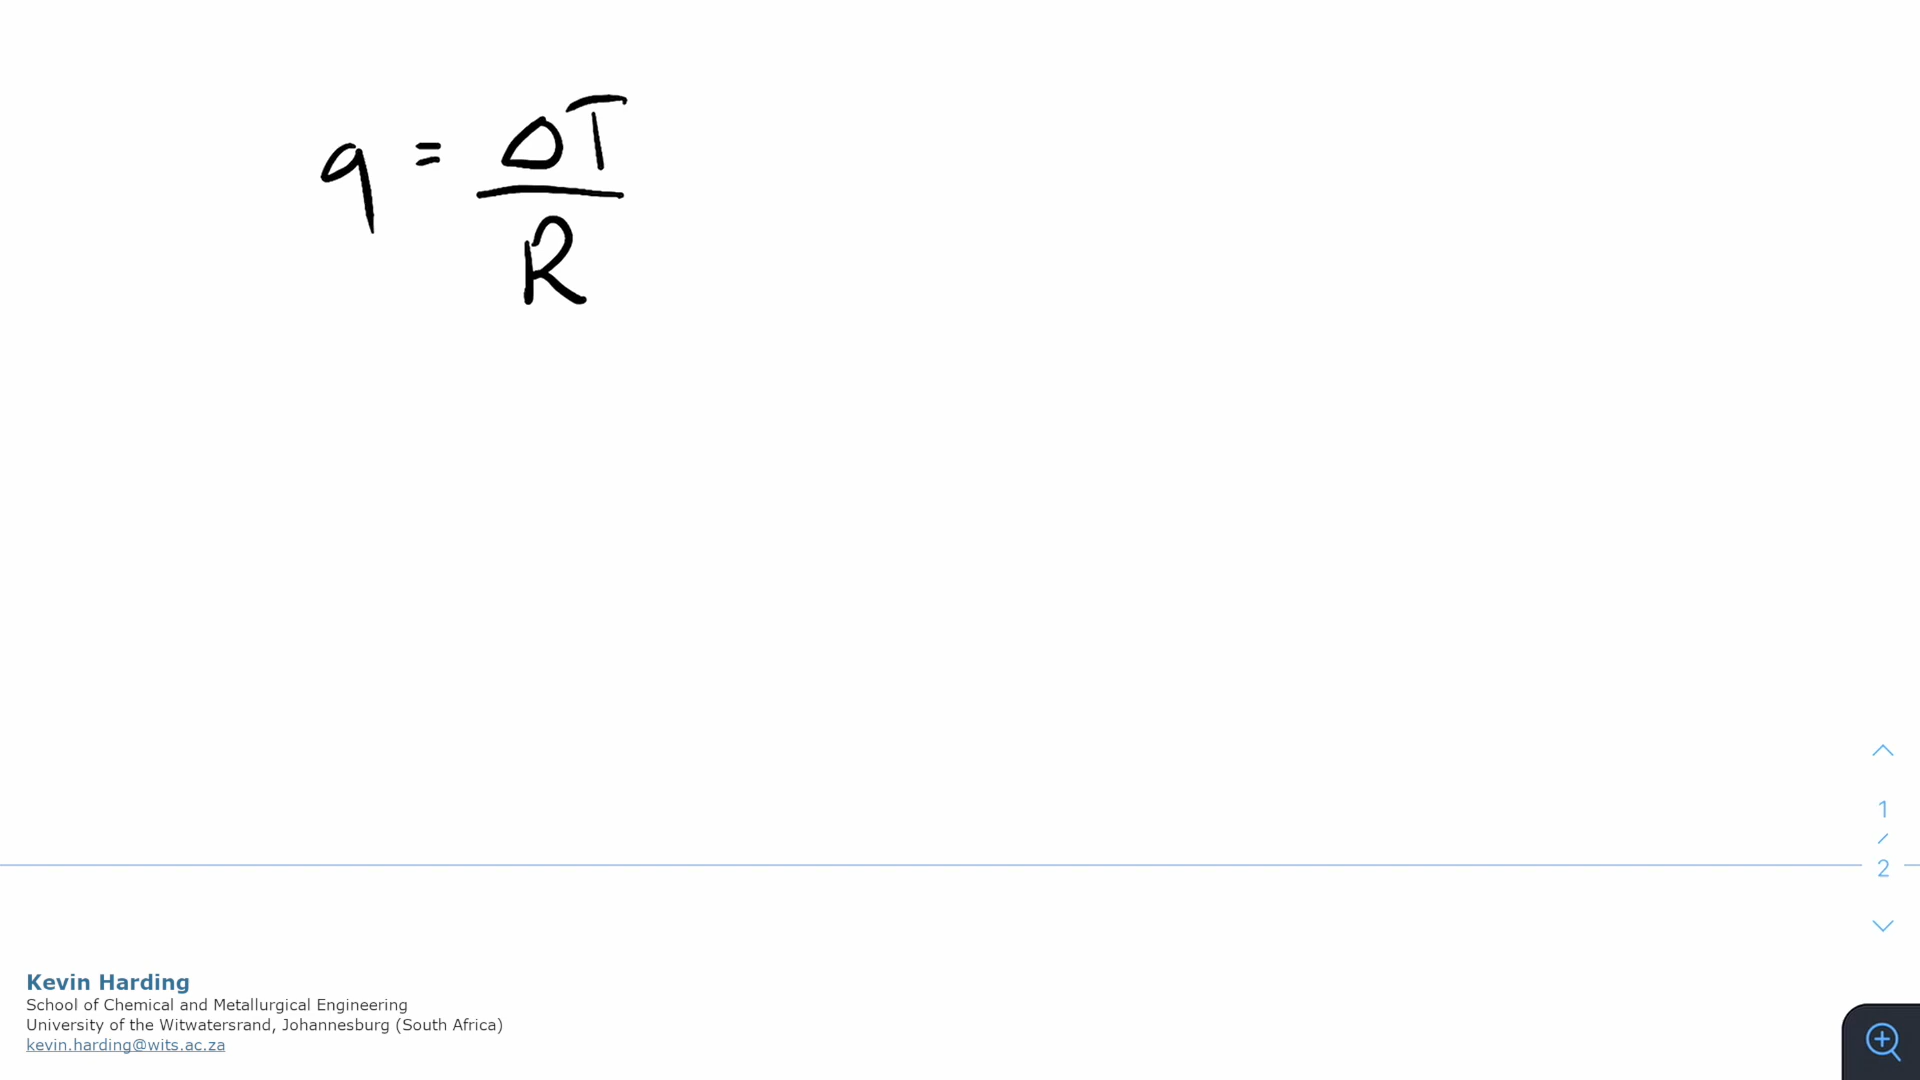 q = ΔT / R
1
/
2
Kevin Harding
School of Chemical and Metallurgical Engineering
University of the Witwatersrand, Johannesburg (South Africa)
kevin.harding@wits.ac.za